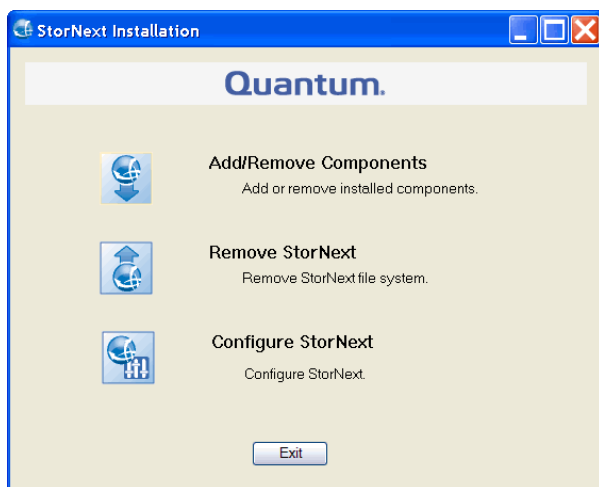 StorNext Installation
Quantum.
Add/Remove Components
Add or remove installed components.
Remove StorNext
Remove StorNext file system.
Configure StorNext
Configure StorNext.
Exit